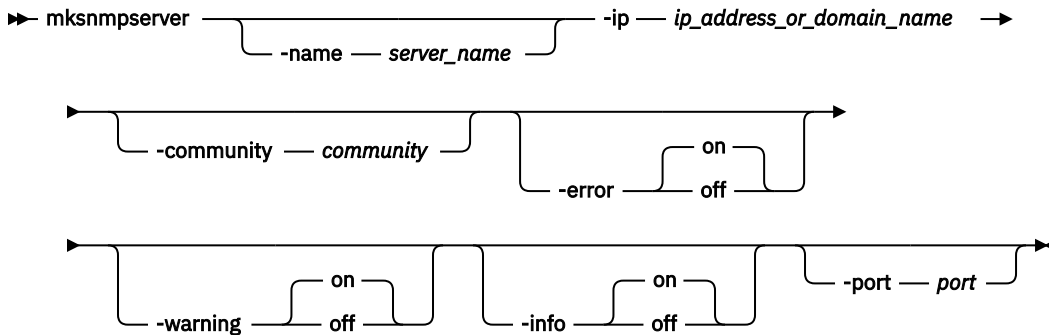 mksnmpserver -ip ip_address_or_domain_name
-name server_name
-community community
on
-error off
on on
-port port
-warning off -info off